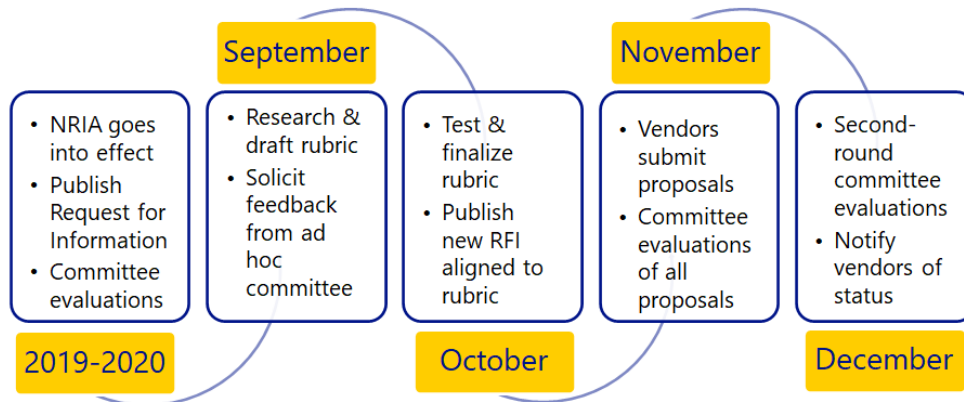 2019-2020
• NRIA goes
into effect
• Publish
Request for
Information
• Committee
evaluations
September
• Research &
draft rubric
• Solicit
feedback
from ad
hoc
committee
October
• Test &
finalize
rubric
• Publish
new RFI
aligned to
rubric
November
• Vendors
submit
proposals
• Committee
evaluations
of all
proposals
December
• Second-
round
committee
evaluations
• Notify
vendors of
status